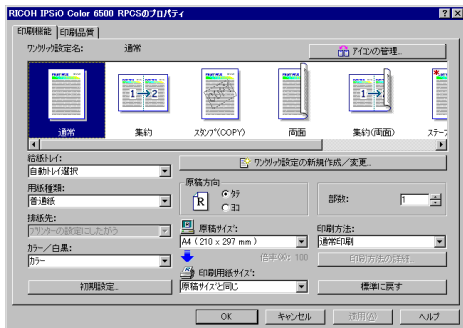 RICOH IPSiO Color 6500 RPCSのプロパティ
印刷機能 印刷品質
ワンクリック設定名: 通常
アイコンの管理...
1 2
1
通常 集約 スタンプ(COPY) 両面 集約(両面) ステープ
給紙トレイ:
自動トレイ選択
ワンクリック設定の新規作成/変更...
用紙種類:
普通紙
原稿方向
R
タテ
ヨコ
部数: 1
排紙先:
プリンターの設定にしたがう
原稿サイズ:
A4 (210 x 297 mm)
印刷方法:
通常印刷
カラー/白黒:
カラー
倍率(%): 100
印刷方法の詳細...
印刷用紙サイズ:
原稿サイズと同じ
初期設定...
標準に戻す
OK キャンセル 適用(A) ヘルプ